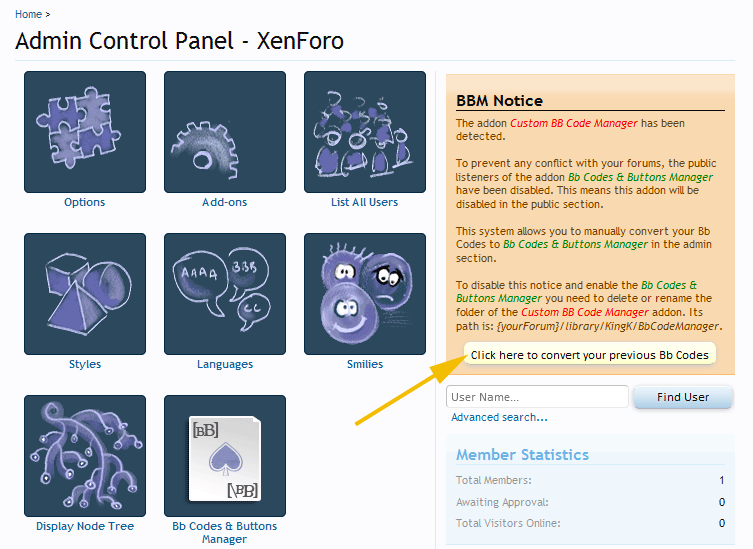 Home >
Admin Control Panel - XenForo
Options
Add-ons
List All Users
AAAA
BBB
CC
Styles
Languages
Smilies
[BB]
[\BB]
Display Node Tree
Bb Codes & Buttons
Manager
BBM Notice
The addon Custom BB Code Manager has been
detected.
To prevent any conflict with your forums, the public
listeners of the addon Bb Codes & Buttons Manager
have been disabled. This means this addon will be
disabled in the public section.
This system allows you to manually convert your Bb
Codes to Bb Codes & Buttons Manager in the admin
section.
To disable this notice and enable the Bb Codes &
Buttons Manager you need to delete or rename the
folder of the Custom BB Code Manager addon. Its
path is: {yourForum}/library/KingK/BbCodeManager.
Click here to convert your previous Bb Codes
User Name...
Find User
Advanced search...
Member Statistics
Total Members: 1
Awaiting Approval: 0
Total Visitors Online: 0